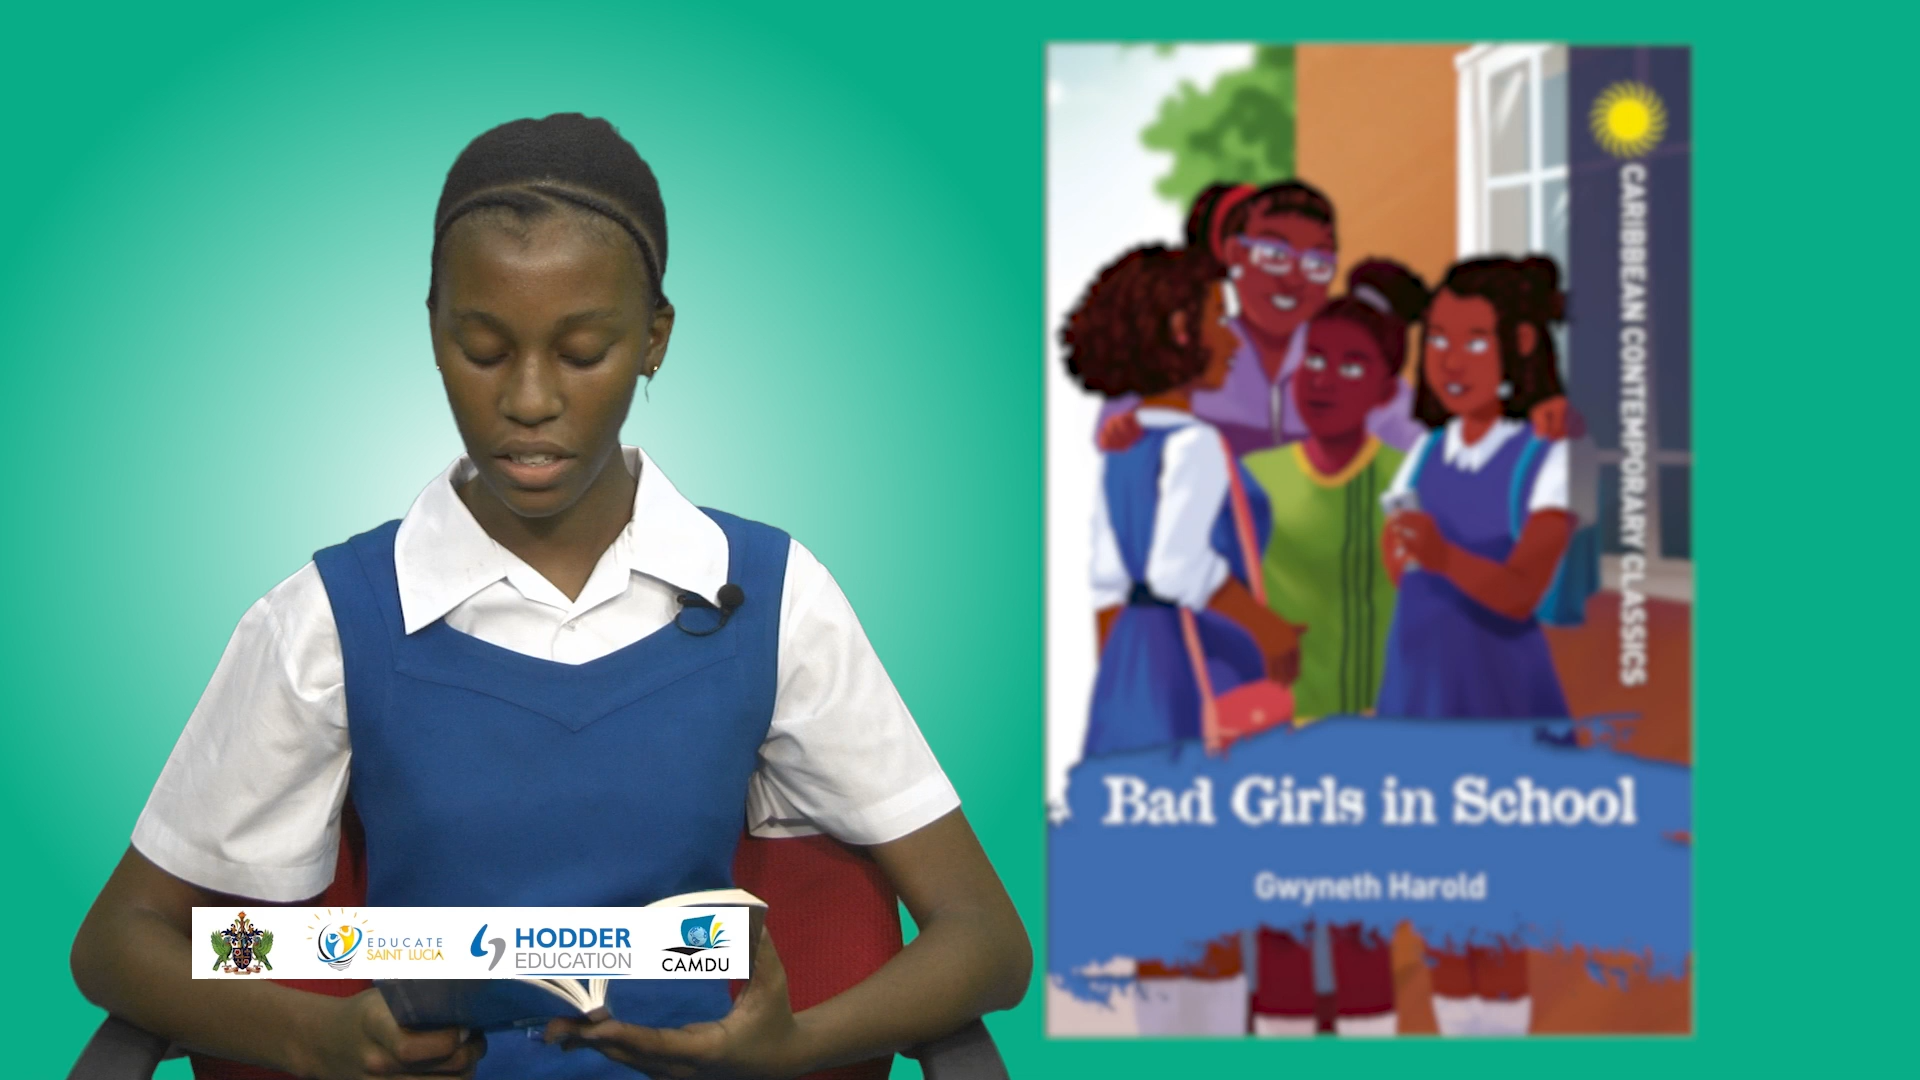 CARIBBEAN CONTEMPORARY CLASSICS
Bad Girls in School
Gwyneth Harold
EDUCATE
SAINT LUCIA
HODDER
EDUCATION
CAMDU